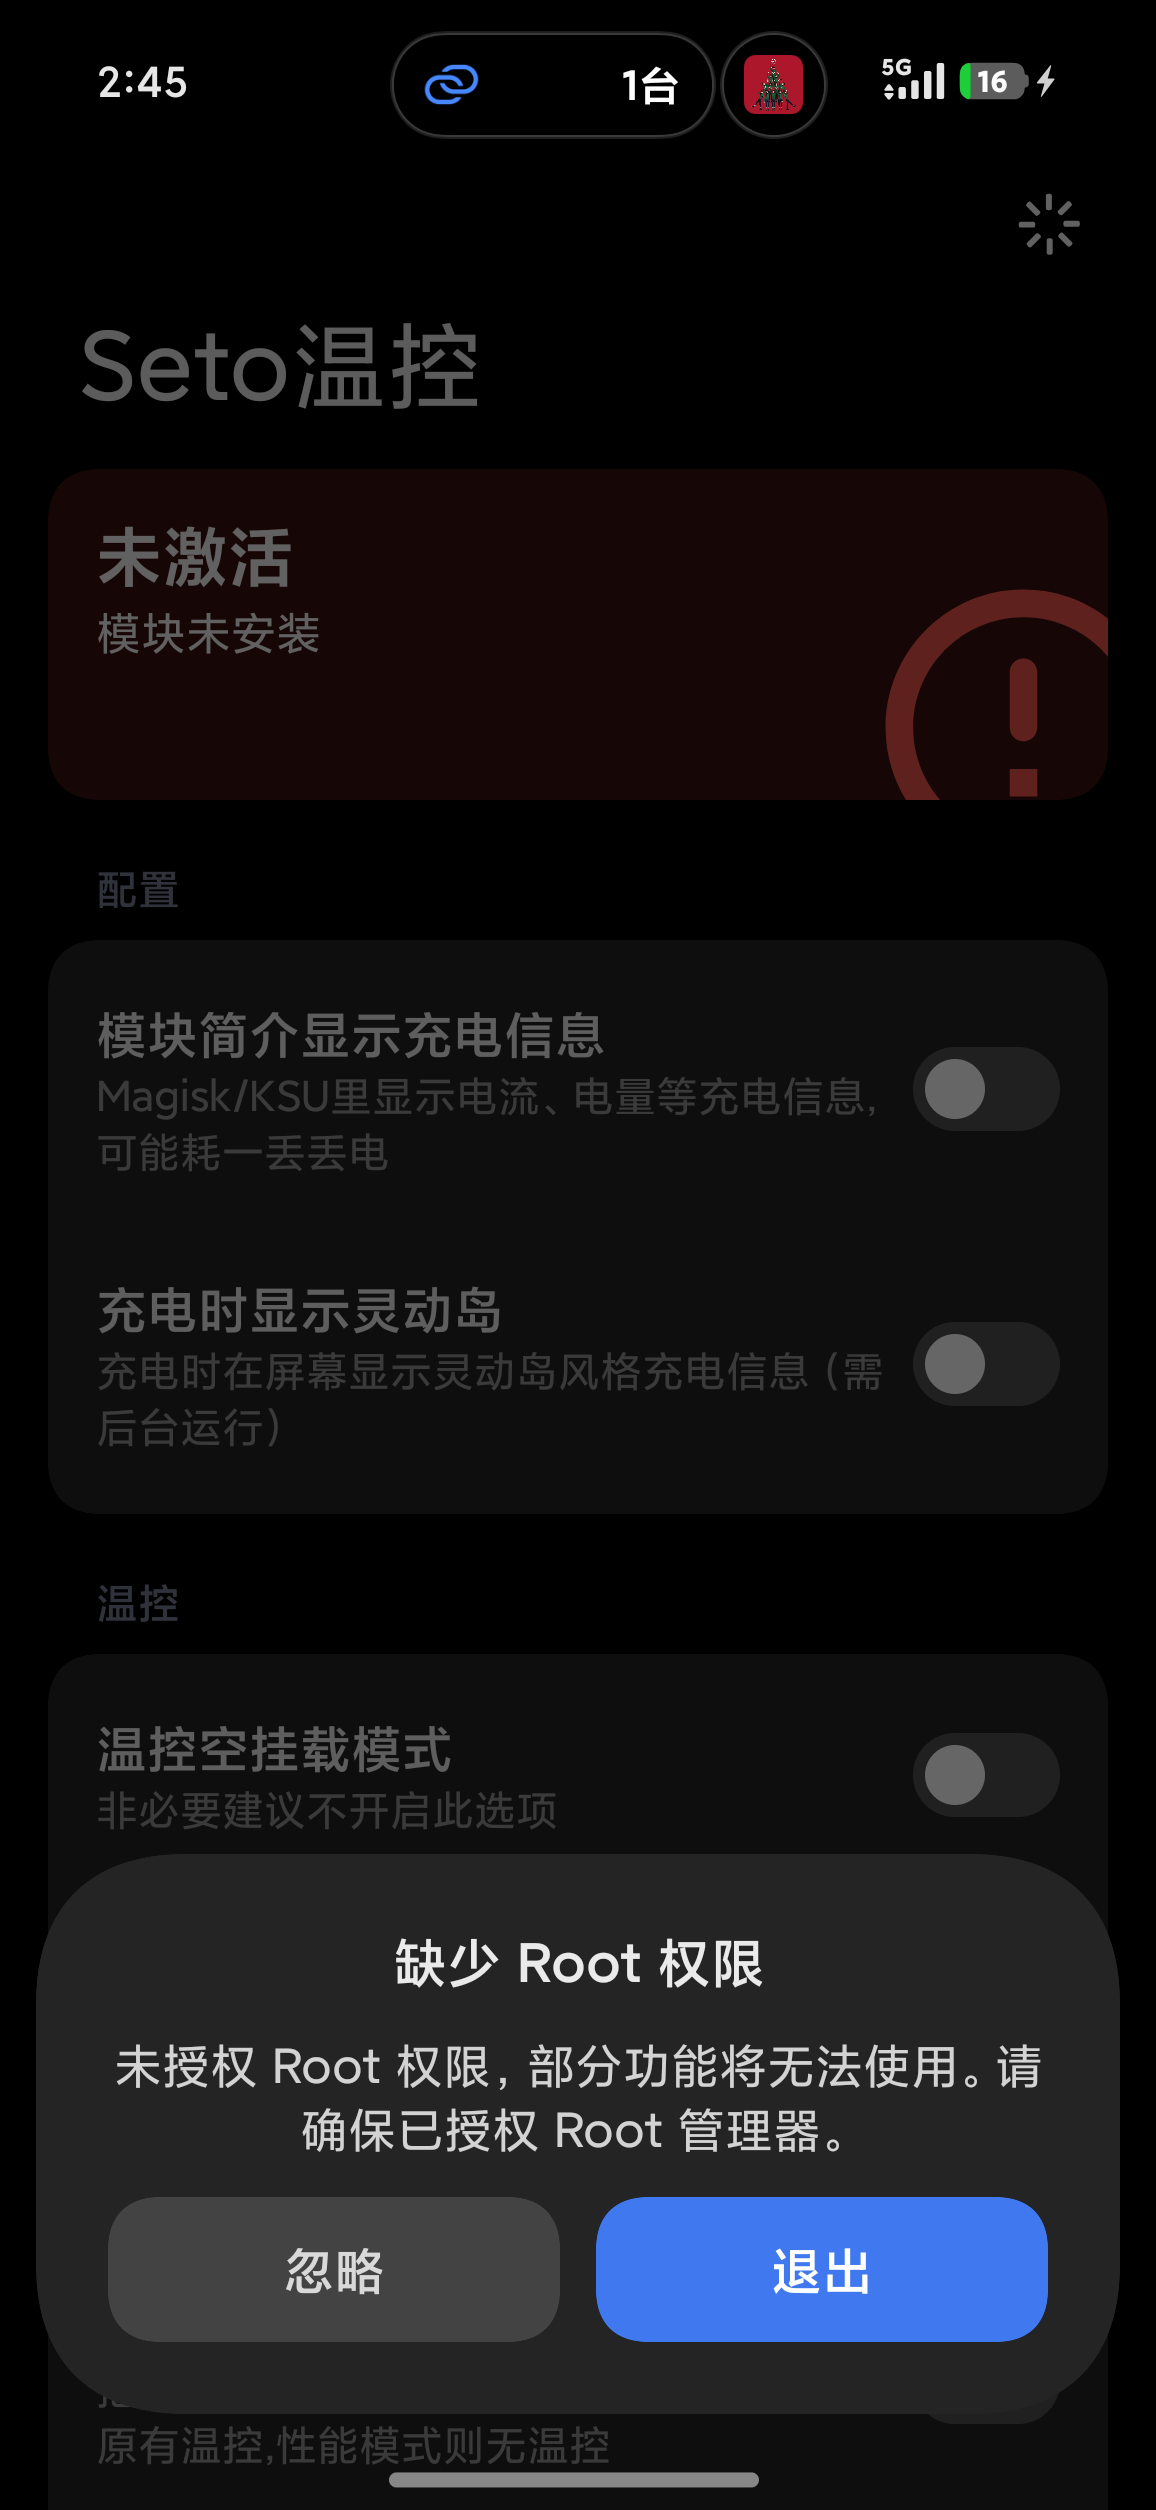 2:45
1台
5G
16
Seto温控
未激活
模块未安装
配置
模块简介显示充电信息
Magisk/KSU里显示电流、电量等充电信息,
可能耗一丢丢电
充电时显示灵动岛
充电时在屏幕显示灵动岛风格充电信息（需
后台运行）
温控
温控空挂载模式
非必要建议不开启此选项
缺少 Root 权限
未授权 Root 权限，部分功能将无法使用。请
确保已授权 Root 管理器。
忽略
退出
原有温控,性能模式则无温控